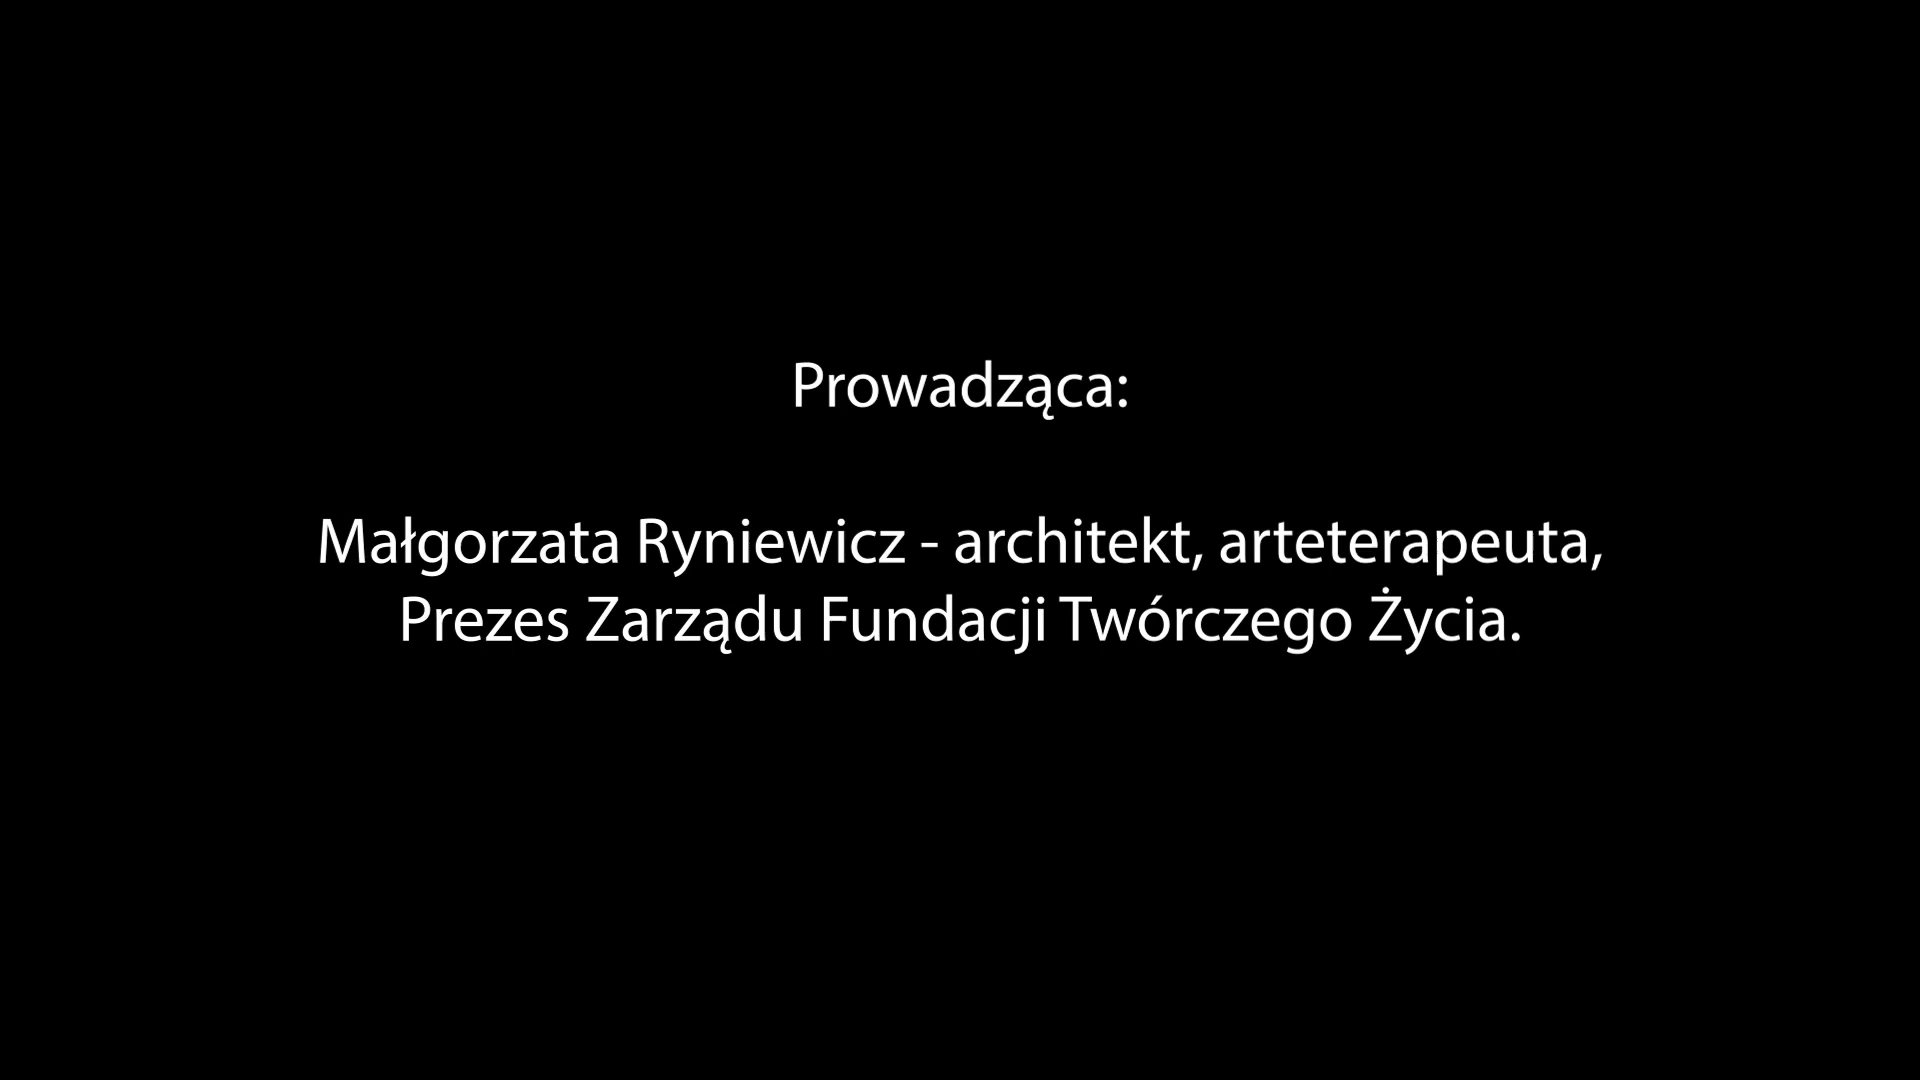 Prowadząca:
Małgorzata Ryniewicz - architekt, arteterapeuta,
Prezes Zarządu Fundacji Twórczego Życia.